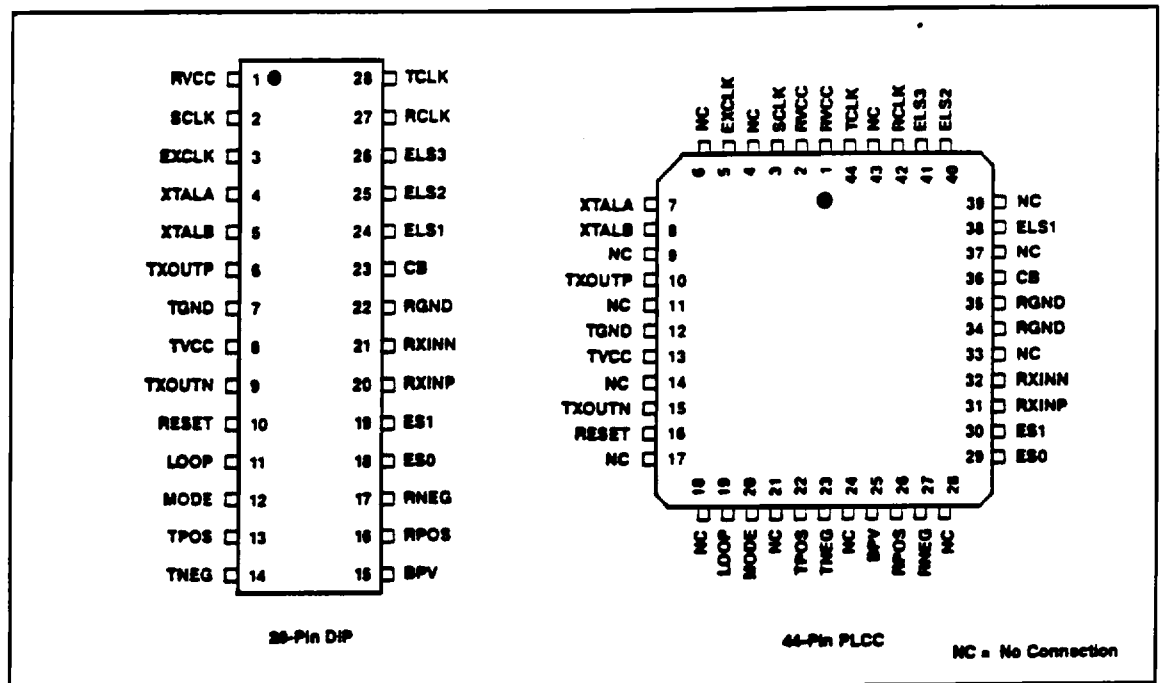 RVCC 1 28 TCLK
SCLK 2 27 RCLK
EXCLK 3 26 ELS3
XTALA 4 25 ELS2
XTALB 5 24 ELS1
TXOUTP 6 23 CB
TGND 7 22 RGND
TVCC 8 21 RXINN
TXOUTN 9 20 RXINP
RESET 10 19 ES1
LOOP 11 18 ES0
MODE 12 17 RNEG
TPOS 13 16 RPOS
TNEG 14 15 BPV
28-Pin DIP
NC EXCLK NC SCLK RVCC RVCC TCLK NC RCLK ELS3 ELS2
6 5 4 3 2 1 44 43 42 41 40
XTALA 7 39 NC
XTALB 8 38 ELS1
NC 9 37 NC
TXOUTP 10 36 CB
NC 11 35 RGND
TGND 12 34 RGND
TVCC 13 33 NC
NC 14 32 RXINN
TXOUTN 15 31 RXINP
RESET 16 30 ES1
NC 17 29 ES0
18 19 20 21 22 23 24 25 26 27 28
NC LOOP MODE NC TPOS TNEG NC BPV RPOS RNEG NC
44-Pin PLCC
NC = No Connection